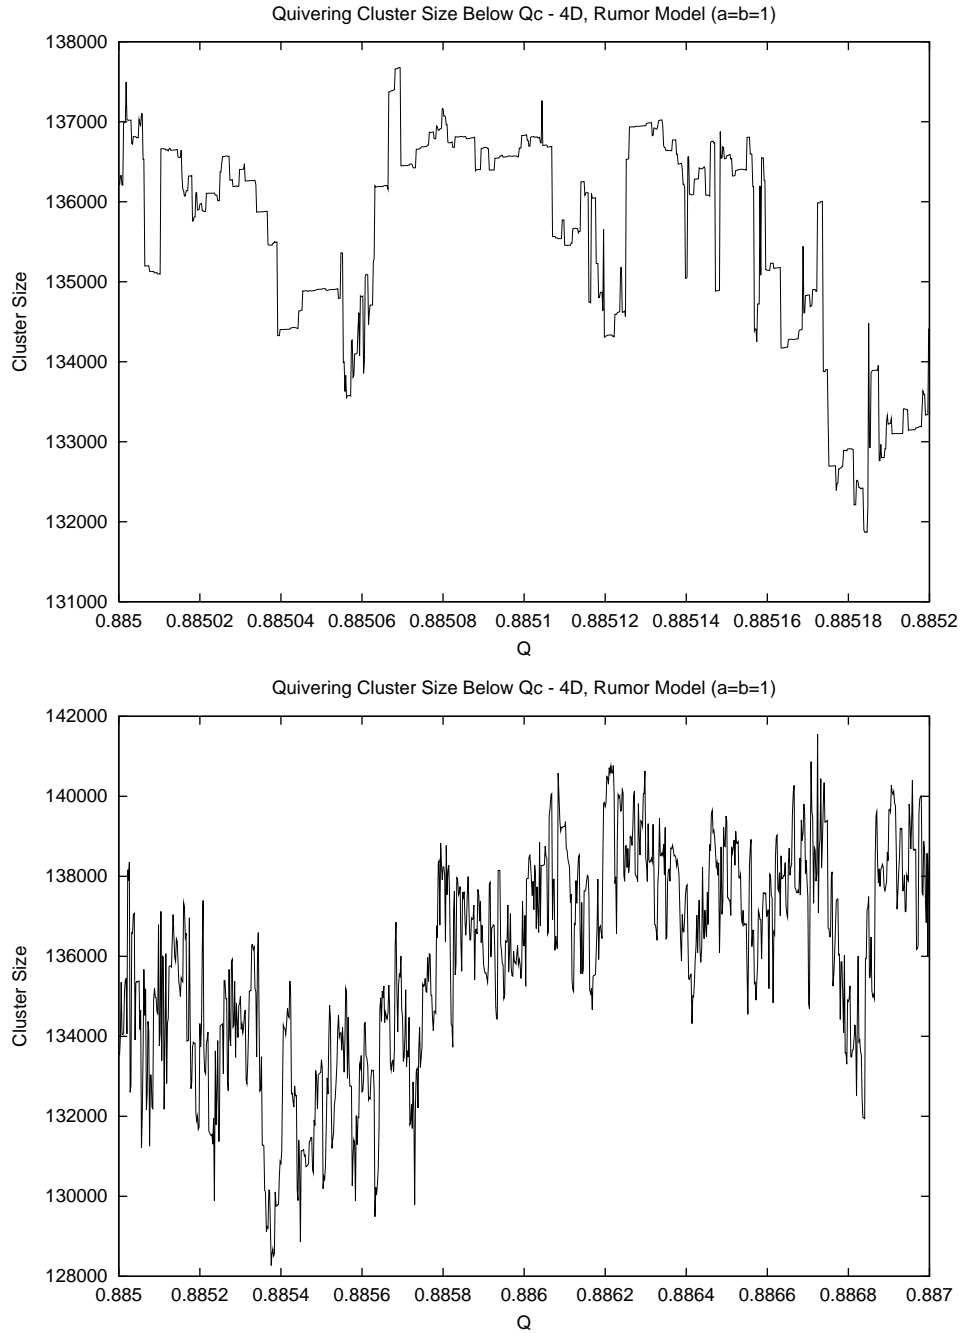 Quivering Cluster Size Below Qc - 4D, Rumor Model (a=b=1)
138000
137000
136000
135000
134000
133000
132000
131000
Cluster Size
0.885 0.88502 0.88504 0.88506 0.88508 0.8851 0.88512 0.88514 0.88516 0.88518 0.8852
Q
Quivering Cluster Size Below Qc - 4D, Rumor Model (a=b=1)
142000
140000
138000
136000
134000
132000
130000
128000
Cluster Size
0.885 0.8852 0.8854 0.8856 0.8858 0.886 0.8862 0.8864 0.8866 0.8868 0.887
Q